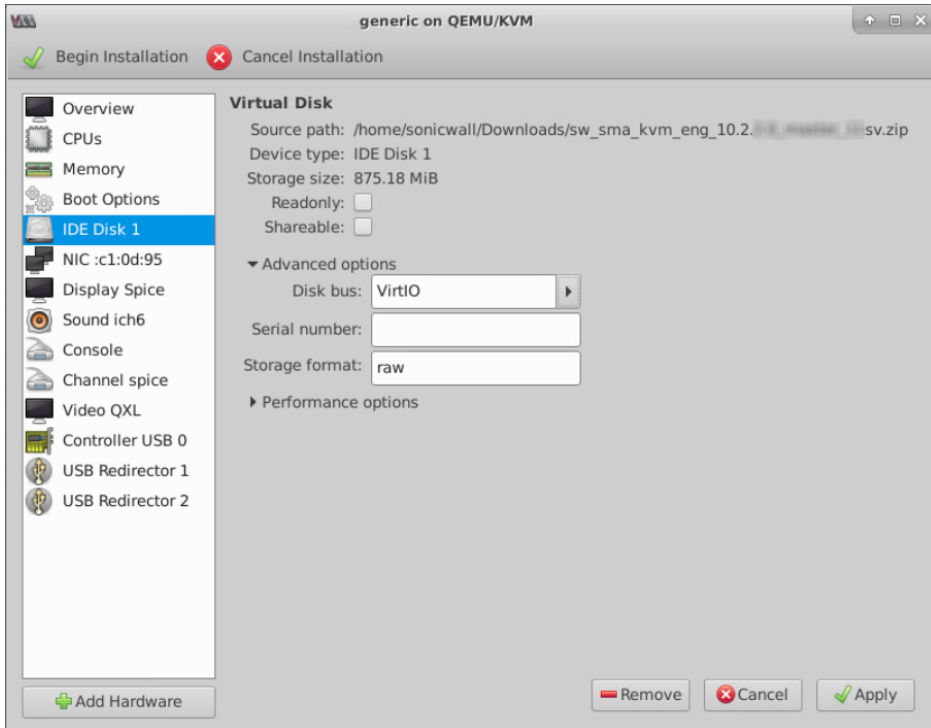 generic on QEMU/KVM
Begin Installation Cancel Installation
Overview
CPUs
Memory
Boot Options
IDE Disk 1
NIC :c1:0d:95
Display Spice
Sound ich6
Console
Channel spice
Video QXL
Controller USB 0
USB Redirector 1
USB Redirector 2
Add Hardware
Virtual Disk
Source path: /home/sonicwall/Downloads/sw_sma_kvm_eng_10.2. sv.zip
Device type: IDE Disk 1
Storage size: 875.18 MiB
Readonly:
Shareable:
Advanced options
Disk bus: VirtIO
Serial number:
Storage format: raw
Performance options
Remove Cancel Apply